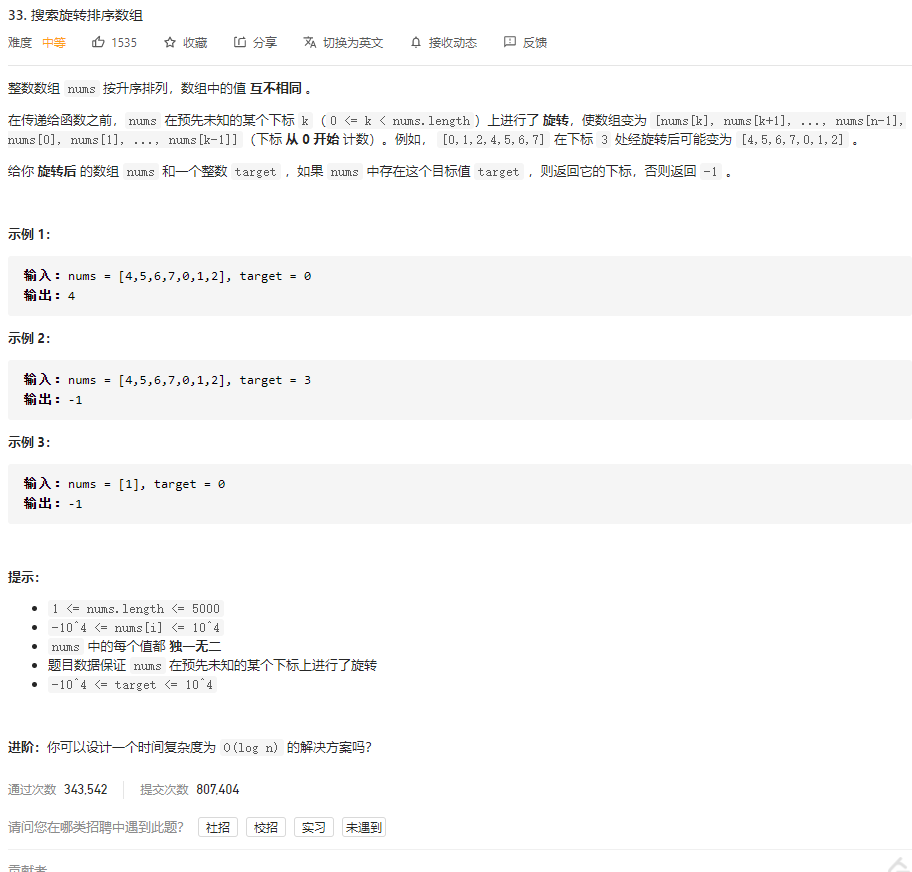 33. 搜索旋转排序数组
难度 中等 1535 收藏 分享 切换为英文 接收动态 反馈
整数数组 nums 按升序排列，数组中的值 互不相同 。
在传递给函数之前， nums 在预先未知的某个下标 k （ 0 <= k < nums.length ）上进行了 旋转，使数组变为 [nums[k], nums[k+1], ..., nums[n-1],
nums[0], nums[1], ..., nums[k-1]] （下标 从 0 开始 计数）。例如， [0,1,2,4,5,6,7] 在下标 3 处经旋转后可能变为 [4,5,6,7,0,1,2] 。
给你 旋转后 的数组 nums 和一个整数 target ，如果 nums 中存在这个目标值 target ，则返回它的下标，否则返回 -1 。
示例 1：
输入：nums = [4,5,6,7,0,1,2], target = 0
输出：4
示例 2：
输入：nums = [4,5,6,7,0,1,2], target = 3
输出：-1
示例 3：
输入：nums = [1], target = 0
输出：-1
提示：
1 <= nums.length <= 5000
-10^4 <= nums[i] <= 10^4
nums 中的每个值都 独一无二
题目数据保证 nums 在预先未知的某个下标上进行了旋转
-10^4 <= target <= 10^4
进阶：你可以设计一个时间复杂度为 O(log n) 的解决方案吗？
通过次数 343,542 提交次数 807,404
请问您在哪类招聘中遇到此题？ 社招 校招 实习 未遇到
贡献者